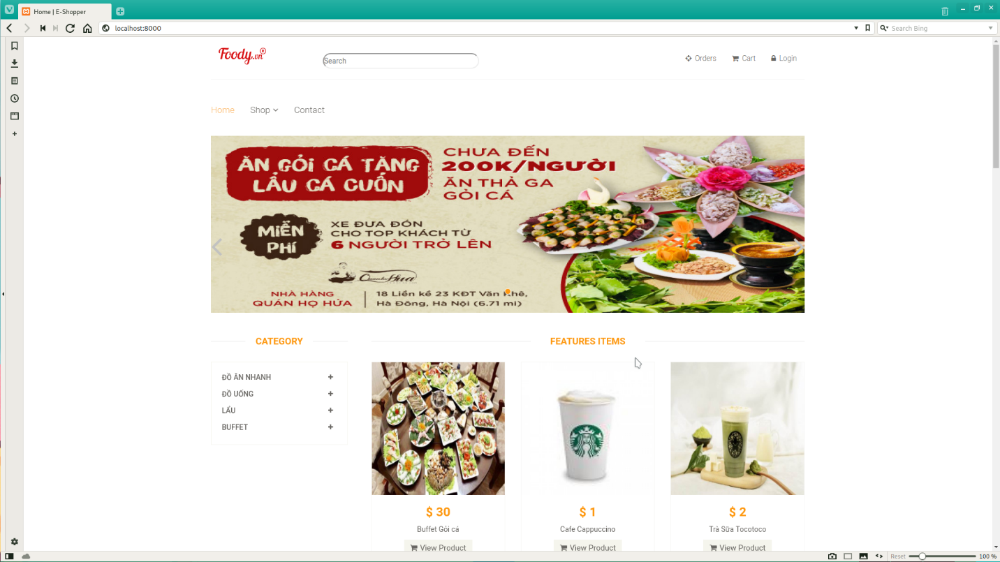 Home | E-Shopper
localhost:8000
Search Bing
Foody.vn®
Search
Orders
Cart
Login
Home
Shop
Contact
ĂN GỎI CÁ TẶNG
LẨU CÁ CUỐN
CHƯA ĐẾN
200K/NGƯỜI
ĂN THẢ GA
GỎI CÁ
MIỄN
PHÍ
XE ĐƯA ĐÓN
CHO TOP KHÁCH TỪ
6 NGƯỜI TRỞ LÊN
NHÀ HÀNG
QUÁN HỌ HỨA
18 Liền kề 23 KĐT Văn Khê,
Hà Đông, Hà Nội (6.71 mi)
CATEGORY
ĐỒ ĂN NHANH
ĐỒ UỐNG
LẨU
BUFFET
FEATURES ITEMS
$ 30
Buffet Gỏi cá
View Product
$ 1
Cafe Cappuccino
View Product
$ 2
Trà Sữa Tocotoco
View Product
Reset
100 %